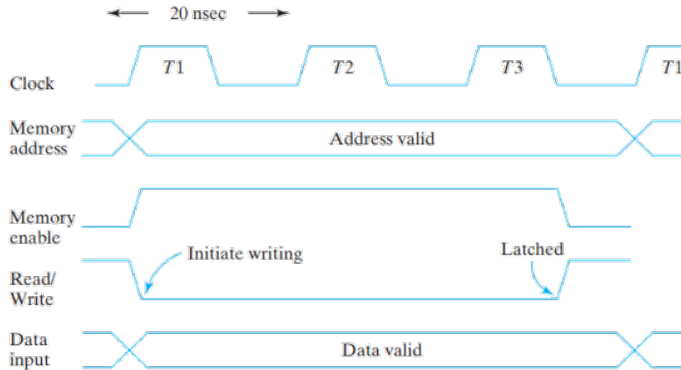 20 nsec
T1 T2 T3 T1
Clock
Memory
address
Address valid
Memory
enable
Initiate writing
Latched
Read/
Write
Data
input
Data valid